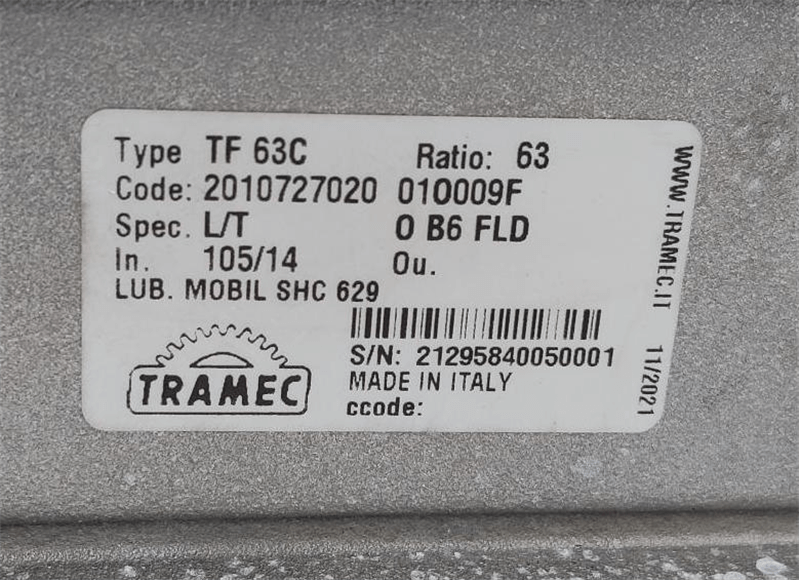 Type TF 63C Ratio: 63
Code: 2010727020 010009F
Spec. L/T O B6 FLD
In. 105/14 Ou.
LUB. MOBIL SHC 629
S/N: 21295840050001
MADE IN ITALY
ccode:
TRAMEC
WWW.TRAMEC.IT 11/2021